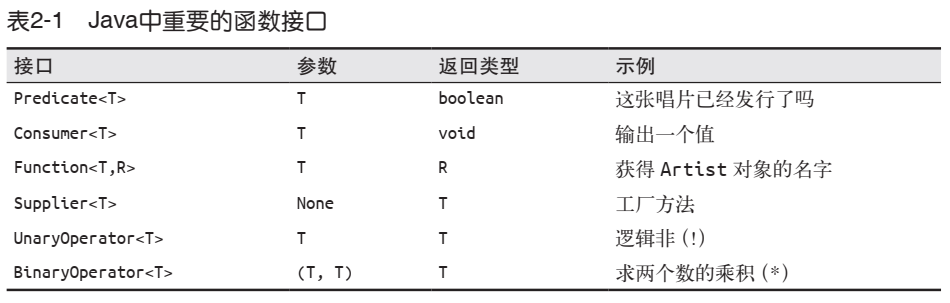 表2-1 Java中重要的函数接口
接口 参数 返回类型 示例
Predicate<T> T boolean 这张唱片已经发行了吗
Consumer<T> T void 输出一个值
Function<T,R> T R 获得 Artist 对象的名字
Supplier<T> None T 工厂方法
UnaryOperator<T> T T 逻辑非 (!)
BinaryOperator<T> (T, T) T 求两个数的乘积 (*)